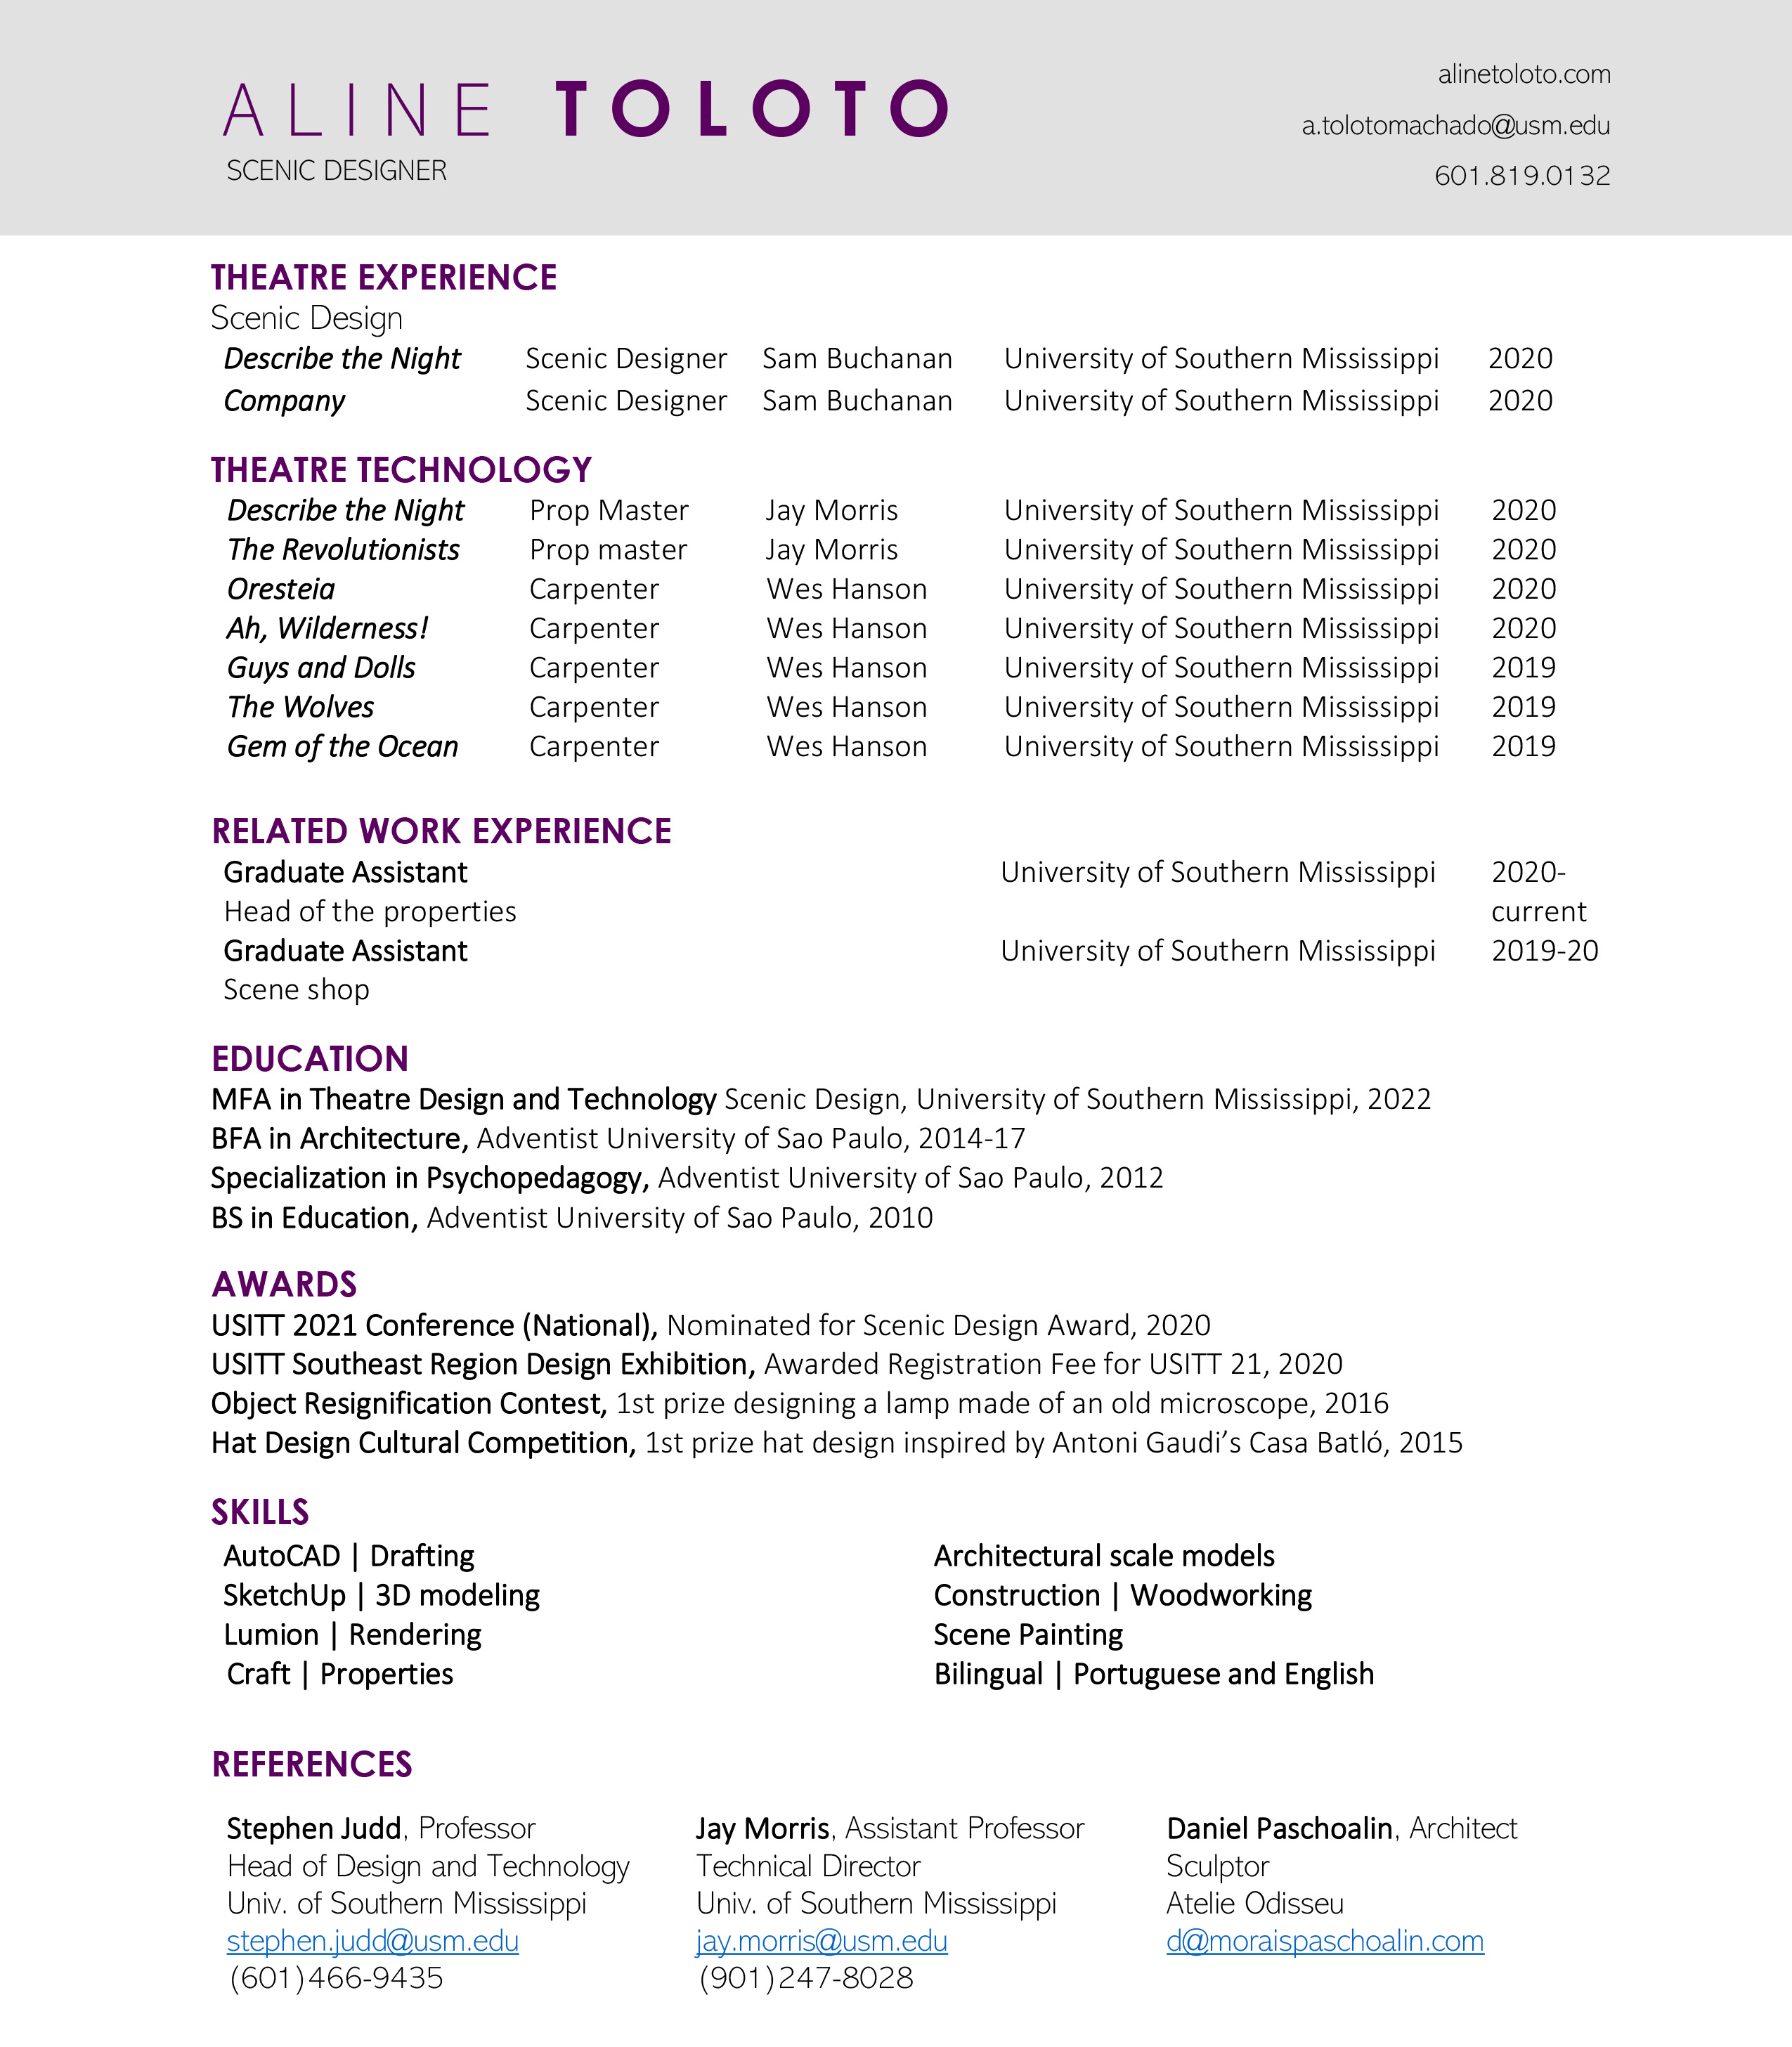 ALINE TOLOTO
SCENIC DESIGNER
alinetoloto.com
a.tolotomachado@usm.edu
601.819.0132
THEATRE EXPERIENCE
Scenic Design
Describe the Night Scenic Designer Sam Buchanan University of Southern Mississippi 2020
Company Scenic Designer Sam Buchanan University of Southern Mississippi 2020
THEATRE TECHNOLOGY
Describe the Night Prop Master Jay Morris University of Southern Mississippi 2020
The Revolutionists Prop master Jay Morris University of Southern Mississippi 2020
Oresteia Carpenter Wes Hanson University of Southern Mississippi 2020
Ah, Wilderness! Carpenter Wes Hanson University of Southern Mississippi 2020
Guys and Dolls Carpenter Wes Hanson University of Southern Mississippi 2019
The Wolves Carpenter Wes Hanson University of Southern Mississippi 2019
Gem of the Ocean Carpenter Wes Hanson University of Southern Mississippi 2019
RELATED WORK EXPERIENCE
Graduate Assistant University of Southern Mississippi 2020-
Head of the properties current
Graduate Assistant University of Southern Mississippi 2019-20
Scene shop
EDUCATION
MFA in Theatre Design and Technology Scenic Design, University of Southern Mississippi, 2022
BFA in Architecture, Adventist University of Sao Paulo, 2014-17
Specialization in Psychopedagogy, Adventist University of Sao Paulo, 2012
BS in Education, Adventist University of Sao Paulo, 2010
AWARDS
USITT 2021 Conference (National), Nominated for Scenic Design Award, 2020
USITT Southeast Region Design Exhibition, Awarded Registration Fee for USITT 21, 2020
Object Resignification Contest, 1st prize designing a lamp made of an old microscope, 2016
Hat Design Cultural Competition, 1st prize hat design inspired by Antoni Gaudi’s Casa Batló, 2015
SKILLS
AutoCAD | Drafting Architectural scale models
SketchUp | 3D modeling Construction | Woodworking
Lumion | Rendering Scene Painting
Craft | Properties Bilingual | Portuguese and English
REFERENCES
Stephen Judd, Professor
Head of Design and Technology
Univ. of Southern Mississippi
stephen.judd@usm.edu
(601)466-9435
Jay Morris, Assistant Professor
Technical Director
Univ. of Southern Mississippi
jay.morris@usm.edu
(901)247-8028
Daniel Paschoalin, Architect
Sculptor
Atelie Odisseu
d@moraispaschoalin.com